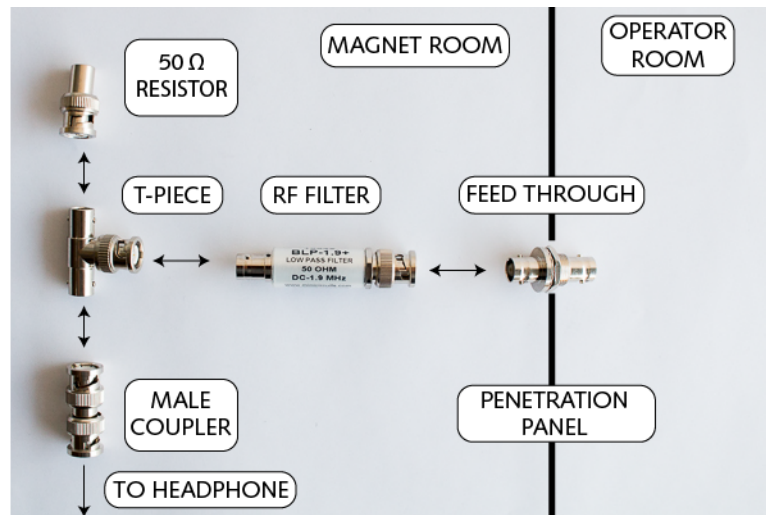 MAGNET ROOM
OPERATOR
ROOM
50 Ω
RESISTOR
T-PIECE
RF FILTER
FEED THROUGH
BLP-1.9+
LOW PASS FILTER
50 OHM
DC-1.9 MHz
MALE
COUPLER
PENETRATION
PANEL
TO HEADPHONE